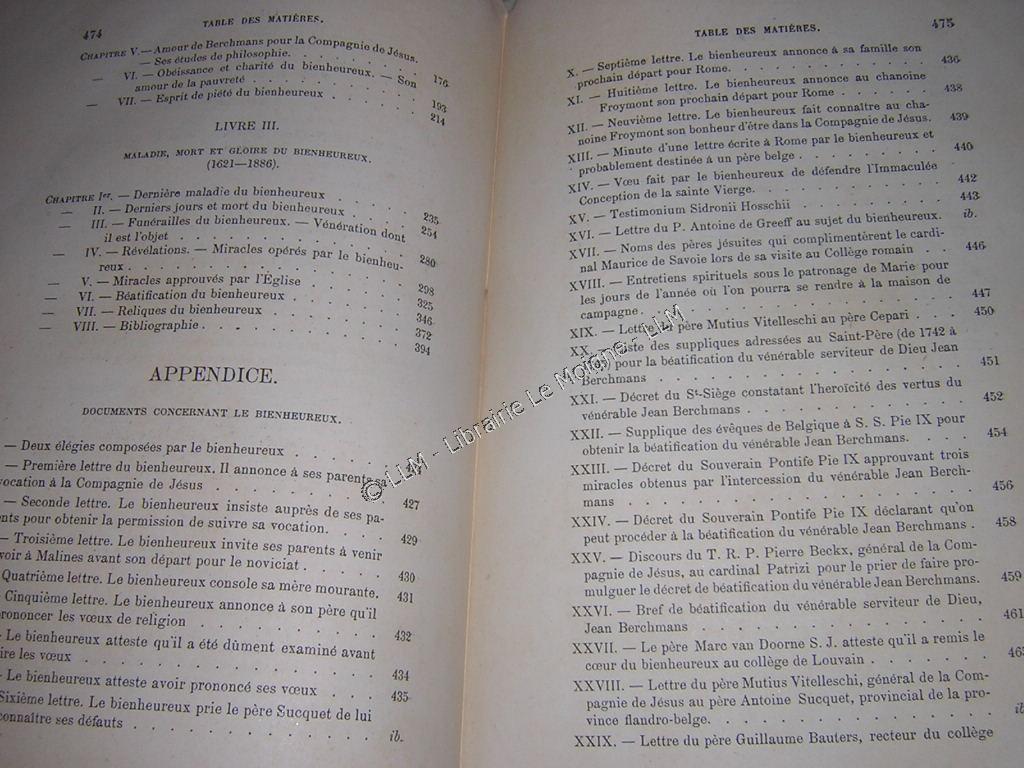 474 TABLE DES MATIÈRES.
CHAPITRE V. — Amour de Berchmans pour la Compagnie de Jésus.
— Ses études de philosophie. 176
— VI. — Obéissance et charité du bienheureux. — Son
amour de la pauvreté 193
— VII. — Esprit de piété du bienheureux 214
LIVRE III.
MALADIE, MORT ET GLOIRE DU BIENHEUREUX.
(1621—1886).
CHAPITRE Ier. — Dernière maladie du bienheureux 235
— II. — Derniers jours et mort du bienheureux 254
— III. — Funérailles du bienheureux. — Vénération dont
il est l'objet 280
— IV. — Révélations. — Miracles opérés par le bienheu-
reux 298
— V. — Miracles approuvés par l'Église 325
— VI. — Béatification du bienheureux 346
— VII. — Reliques du bienheureux 372
— VIII. — Bibliographie 394
APPENDICE.
DOCUMENTS CONCERNANT LE BIENHEUREUX.
— Deux élégies composées par le bienheureux
— Première lettre du bienheureux. Il annonce à ses parents sa
vocation à la Compagnie de Jésus 427
— Seconde lettre. Le bienheureux insiste auprès de ses pa-
ents pour obtenir la permission de suivre sa vocation. 429
— Troisième lettre. Le bienheureux invite ses parents à venir
voir à Malines avant son départ pour le noviciat 430
Quatrième lettre. Le bienheureux console sa mère mourante. 431
Cinquième lettre. Le bienheureux annonce à son père qu'il
prononcer les vœux de religion 432
— Le bienheureux atteste qu'il a été dûment examiné avant
ire les vœux 434
— Le bienheureux atteste avoir prononcé ses vœux 435
Sixième lettre. Le bienheureux prie le père Sucquet de lui
connaître ses défauts ib.
TABLE DES MATIÈRES. 475
X. — Septième lettre. Le bienheureux annonce à sa famille son
prochain départ pour Rome. 436
XI. — Huitième lettre. Le bienheureux annonce au chanoine
Froymont son prochain départ pour Rome 438
XII. — Neuvième lettre. Le bienheureux fait connaître au cha-
noine Froymont son bonheur d'être dans la Compagnie de Jésus. 439
XIII. — Minute d'une lettre écrite à Rome par le bienheureux et
probablement destinée à un père belge 440
XIV. — Vœu fait par le bienheureux de défendre l'Immaculée
Conception de la sainte Vierge. 442
XV. — Testimonium Sidronii Hosschii 443
XVI. — Lettre du P. Antoine de Greeff au sujet du bienheureux. ib.
XVII. — Noms des pères jésuites qui complimentèrent le cardi-
nal Maurice de Savoie lors de sa visite au Collège romain 446
XVIII. — Entretiens spirituels sous le patronage de Marie pour
les jours de l'année où l'on pourra se rendre à la maison de
campagne. 447
XIX. — Lettre du père Mutius Vitelleschi au père Cepari 450
XX. — Liste des suppliques adressées au Saint-Père (de 1742 à
pour la béatification du vénérable serviteur de Dieu Jean
Berchmans 451
XXI. — Décret du St-Siège constatant l'heroïcité des vertus du
vénérable Jean Berchmans 452
XXII. — Supplique des évêques de Belgique à S. S. Pie IX pour
obtenir la béatification du vénérable Jean Berchmans. 454
XXIII. — Décret du Souverain Pontife Pie IX approuvant trois
miracles obtenus par l'intercession du vénérable Jean Berch-
mans 456
XXIV. — Décret du Souverain Pontife Pie IX déclarant qu'on
peut procéder à la béatification du vénérable Jean Berchmans. 458
XXV. — Discours du T. R. P. Pierre Beckx, général de la Com-
pagnie de Jésus, au cardinal Patrizi pour le prier de faire pro-
mulguer le décret de béatification du vénérable Jean Berchmans. 459
XXVI. — Bref de béatification du vénérable serviteur de Dieu,
Jean Berchmans 461
XXVII. — Le père Marc van Doorne S. J. atteste qu'il a remis le
cœur du bienheureux au collège de Louvain
XXVIII. — Lettre du père Mutius Vitelleschi, général de la Com-
pagnie de Jésus au père Antoine Sucquet, provincial de la pro-
vince flandro-belge. ib
XXIX. — Lettre du père Guillaume Bauters, recteur du collège
© LLM - Librairie Le Moigne - LLM